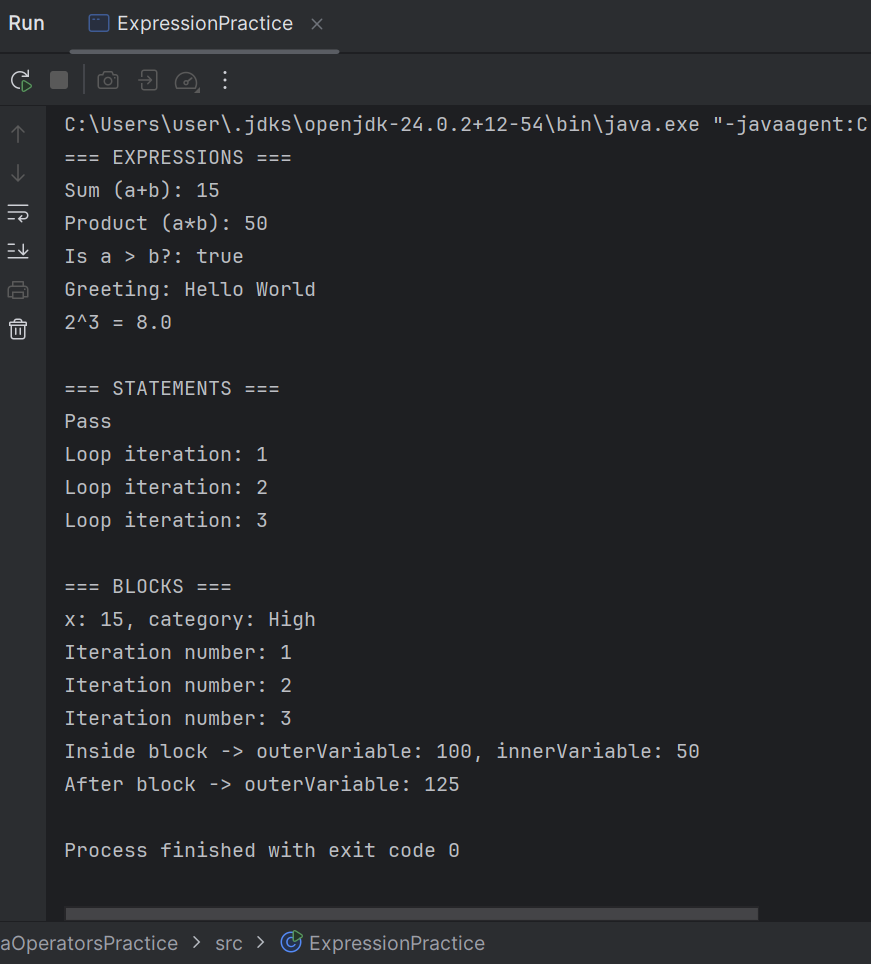 Run ExpressionPractice
C:\Users\user\.jdks\openjdk-24.0.2+12-54\bin\java.exe "-javaagent:C
=== EXPRESSIONS ===
Sum (a+b): 15
Product (a*b): 50
Is a > b?: true
Greeting: Hello World
2^3 = 8.0
=== STATEMENTS ===
Pass
Loop iteration: 1
Loop iteration: 2
Loop iteration: 3
=== BLOCKS ===
x: 15, category: High
Iteration number: 1
Iteration number: 2
Iteration number: 3
Inside block -> outerVariable: 100, innerVariable: 50
After block -> outerVariable: 125
Process finished with exit code 0
aOperatorsPractice > src > ExpressionPractice